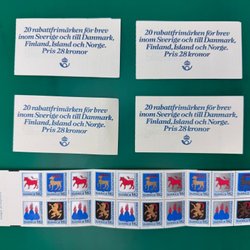 20 rabattfrimärken för brev
inom Sverige och till Danmark,
Finland, Island och Norge.
Pris 28 kronor
20 rabattfrimärken för brev
inom Sverige och till Danmark,
Finland, Island och Norge.
Pris 28 kronor
20 rabattfrimärken för brev
inom Sverige och till Danmark,
Finland, Island och Norge.
Pris 28 kronor
20 rabattfrimärken för brev
inom Sverige och till Danmark,
Finland, Island och Norge.
Pris 28 kronor